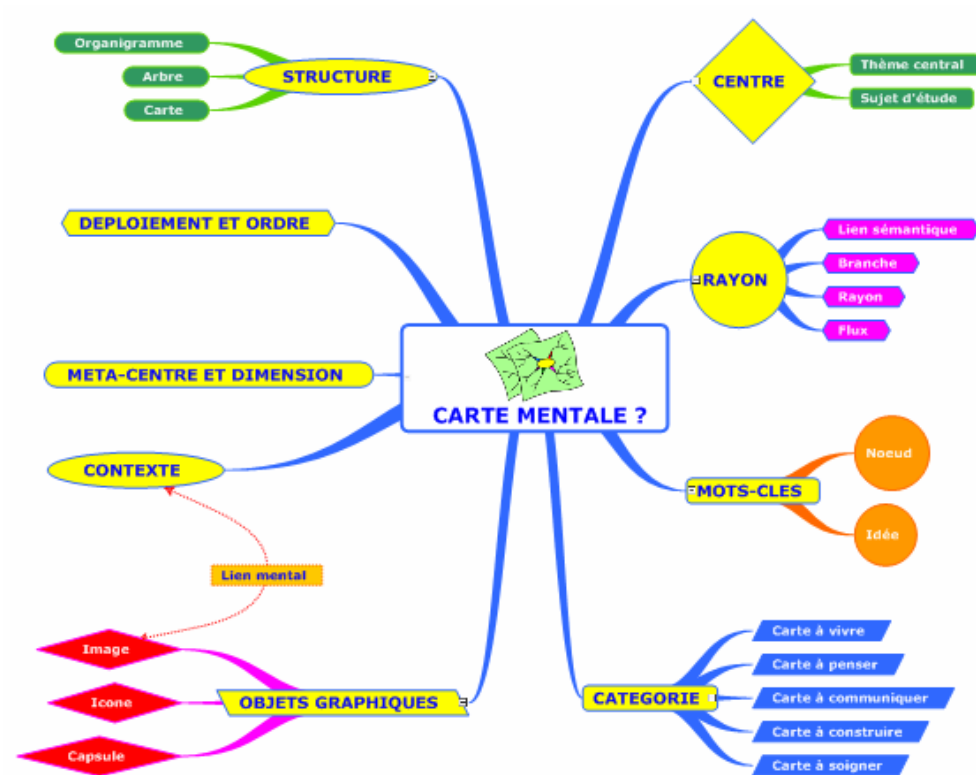 CARTE MENTALE ?
CENTRE
Thème central
Sujet d'étude
RAYON
Lien sémantique
Branche
Rayon
Flux
MOTS-CLES
Noeud
Idée
CATEGORIE
Carte à vivre
Carte à penser
Carte à communiquer
Carte à construire
Carte à soigner
OBJETS GRAPHIQUES
Image
Icone
Capsule
Lien mental
CONTEXTE
META-CENTRE ET DIMENSION
DEPLOIEMENT ET ORDRE
STRUCTURE
Organigramme
Arbre
Carte